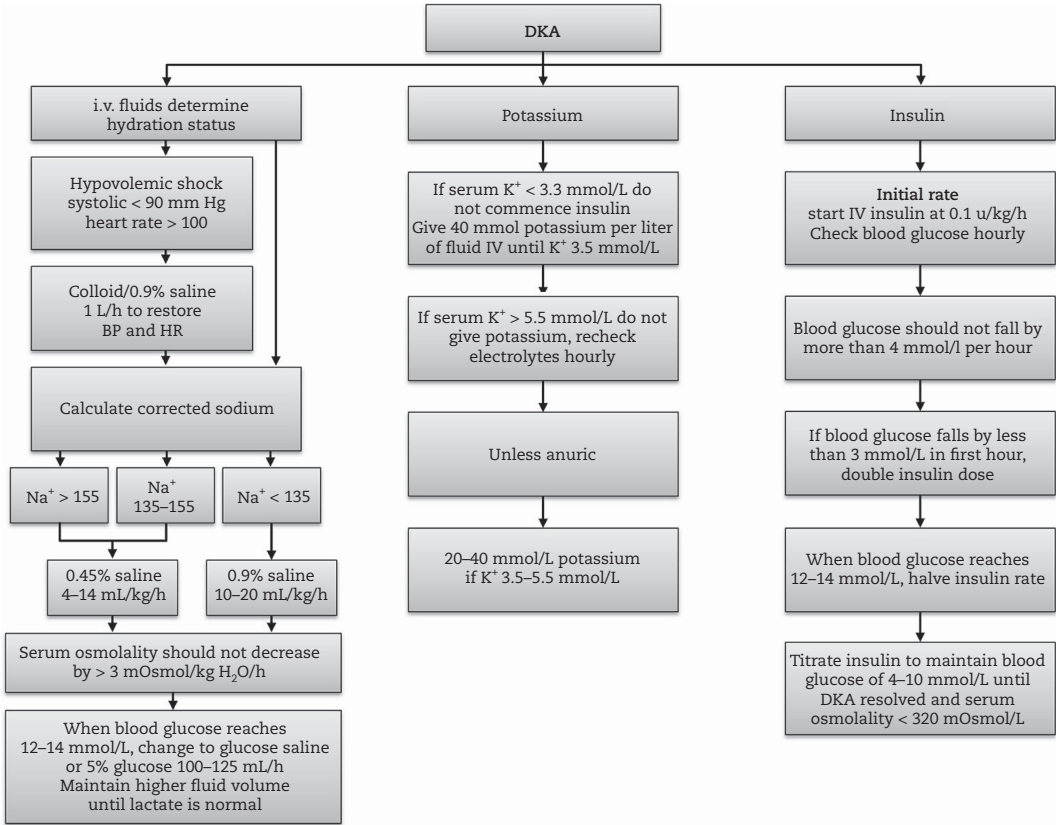 DKA
i.v. fluids determine
hydration status
Hypovolemic shock
systolic < 90 mm Hg
heart rate > 100
Colloid/0.9% saline
1 L/h to restore
BP and HR
Calculate corrected sodium
Na⁺ > 155
Na⁺
135–155
Na⁺ < 135
0.45% saline
4–14 mL/kg/h
0.9% saline
10–20 mL/kg/h
Serum osmolality should not decrease
by > 3 mOsmol/kg H₂O/h
When blood glucose reaches
12–14 mmol/L, change to glucose saline
or 5% glucose 100–125 mL/h
Maintain higher fluid volume
until lactate is normal
Potassium
If serum K⁺ < 3.3 mmol/L do
not commence insulin
Give 40 mmol potassium per liter
of fluid IV until K⁺ 3.5 mmol/L
If serum K⁺ > 5.5 mmol/L do not
give potassium, recheck
electrolytes hourly
Unless anuric
20–40 mmol/L potassium
if K⁺ 3.5–5.5 mmol/L
Insulin
Initial rate
start IV insulin at 0.1 u/kg/h
Check blood glucose hourly
Blood glucose should not fall by
more than 4 mmol/l per hour
If blood glucose falls by less
than 3 mmol/L in first hour,
double insulin dose
When blood glucose reaches
12–14 mmol/L, halve insulin rate
Titrate insulin to maintain blood
glucose of 4–10 mmol/L until
DKA resolved and serum
osmolality < 320 mOsmol/L